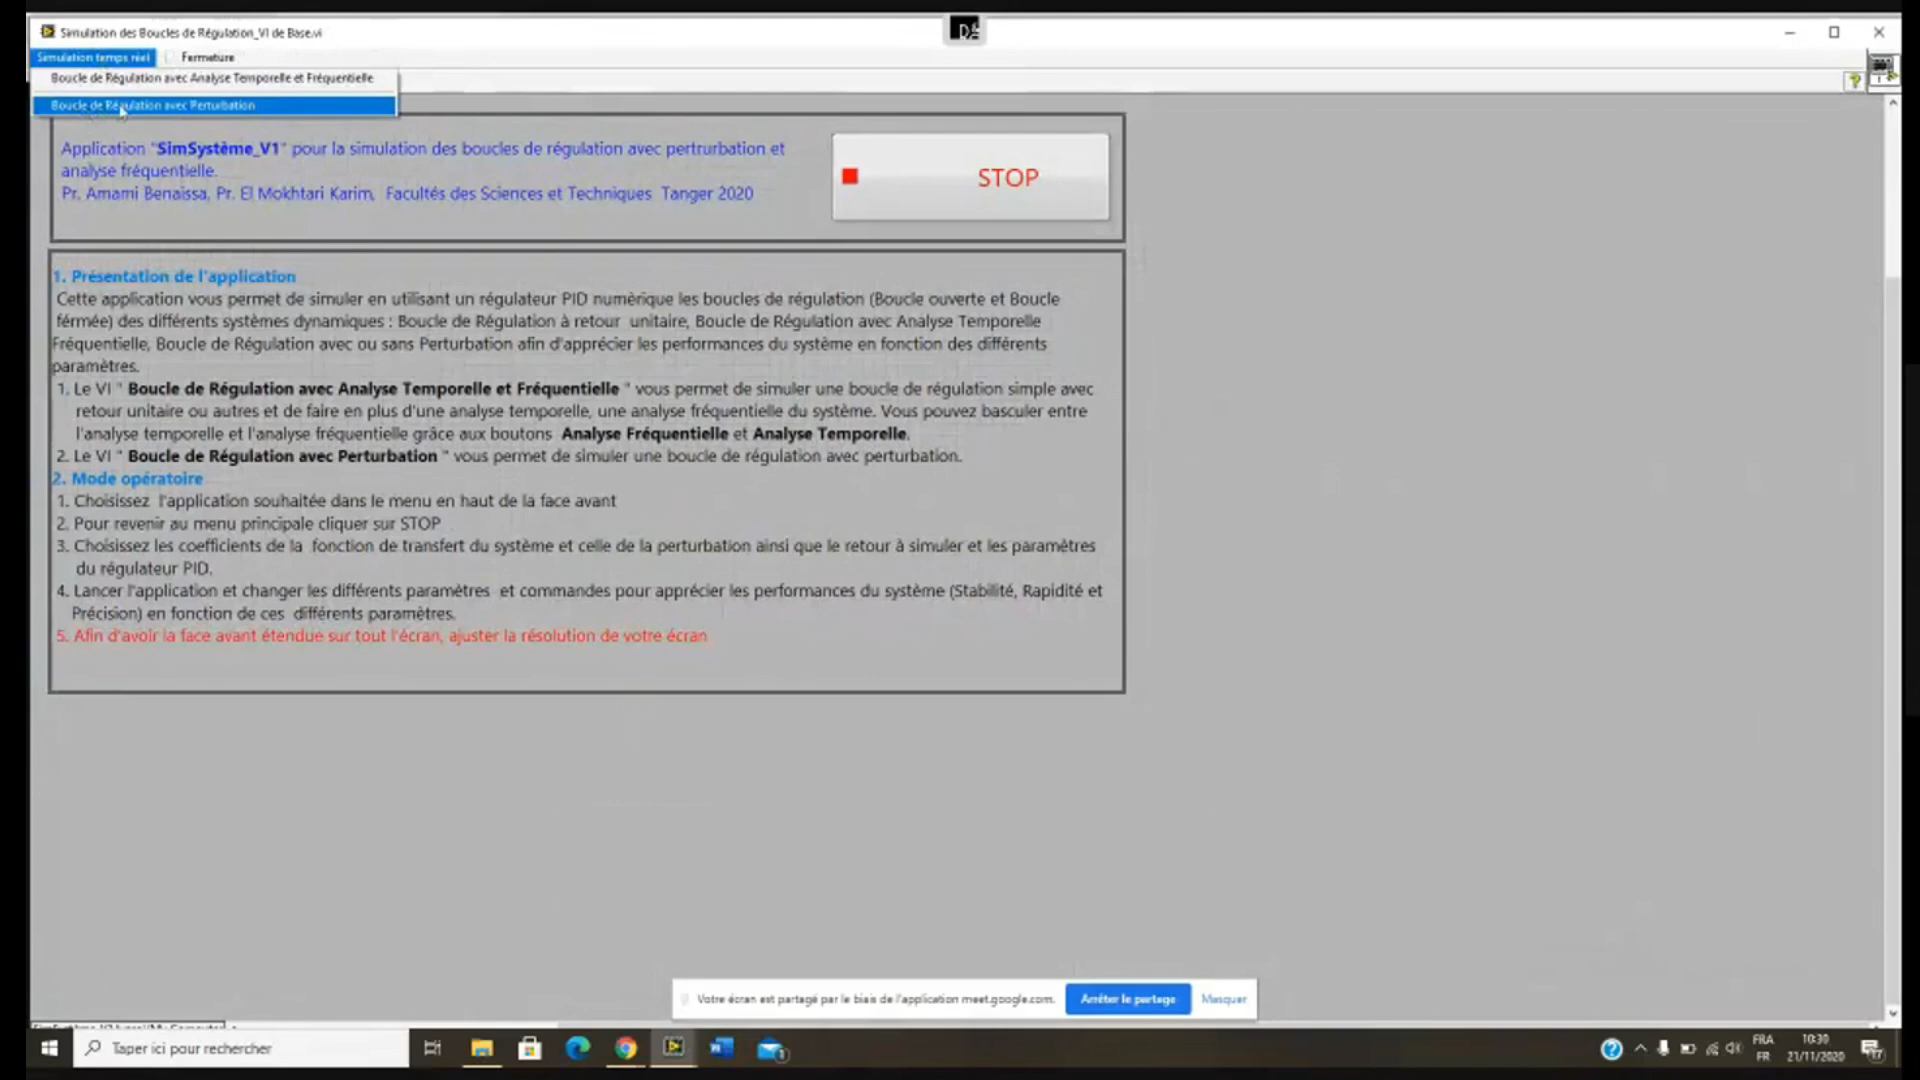 Simulation des Boucles de Régulation_VI de Base.vi
Simulation temps réel Fermeture
Boucle de Régulation avec Analyse Temporelle et Fréquentielle
Boucle de Régulation avec Perturbation
Application "SimSystème_V1" pour la simulation des boucles de régulation avec pertrurbation et
analyse fréquentielle.
Pr. Amami Benaissa, Pr. El Mokhtari Karim, Facultés des Sciences et Techniques Tanger 2020
STOP
1. Présentation de l'application
Cette application vous permet de simuler en utilisant un régulateur PID numèrique les boucles de régulation (Boucle ouverte et Boucle
férmée) des différents systèmes dynamiques : Boucle de Régulation à retour unitaire, Boucle de Régulation avec Analyse Temporelle
Fréquentielle, Boucle de Régulation avec ou sans Perturbation afin d'apprécier les performances du système en fonction des différents
paramètres.
1. Le VI " Boucle de Régulation avec Analyse Temporelle et Fréquentielle " vous permet de simuler une boucle de régulation simple avec
retour unitaire ou autres et de faire en plus d'une analyse temporelle, une analyse fréquentielle du système. Vous pouvez basculer entre
l'analyse temporelle et l'analyse fréquentielle grâce aux boutons Analyse Fréquentielle et Analyse Temporelle.
2. Le VI " Boucle de Régulation avec Perturbation " vous permet de simuler une boucle de régulation avec perturbation.
2. Mode opératoire
1. Choisissez l'application souhaitée dans le menu en haut de la face avant
2. Pour revenir au menu principale cliquer sur STOP
3. Choisissez les coefficients de la fonction de transfert du système et celle de la perturbation ainsi que le retour à simuler et les paramètres
du régulateur PID.
4. Lancer l'application et changer les différents paramètres et commandes pour apprécier les performances du système (Stabilité, Rapidité et
Précision) en fonction de ces différents paramètres.
5. Afin d'avoir la face avant étendue sur tout l'écran, ajuster la résolution de votre écran
Votre écran est partagé par le biais de l'application meet.google.com.
Arrêter le partage
Masquer
Taper ici pour rechercher
FRA
FR
10:30
21/11/2020